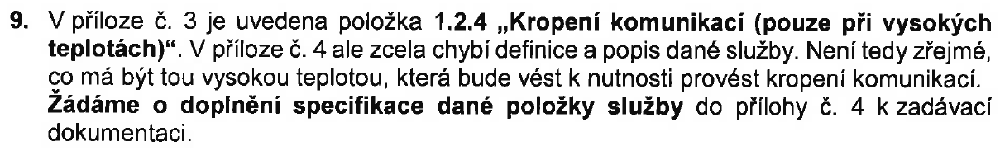 9. V příloze č. 3 je uvedena položka 1.2.4 „Kropení komunikací (pouze při vysokých
teplotách)“. V příloze č. 4 ale zcela chybí definice a popis dané služby. Není tedy zřejmé,
co má být tou vysokou teplotou, která bude vést k nutnosti provést kropení komunikací.
Žádáme o doplnění specifikace dané položky služby do přílohy č. 4 k zadávací
dokumentaci.